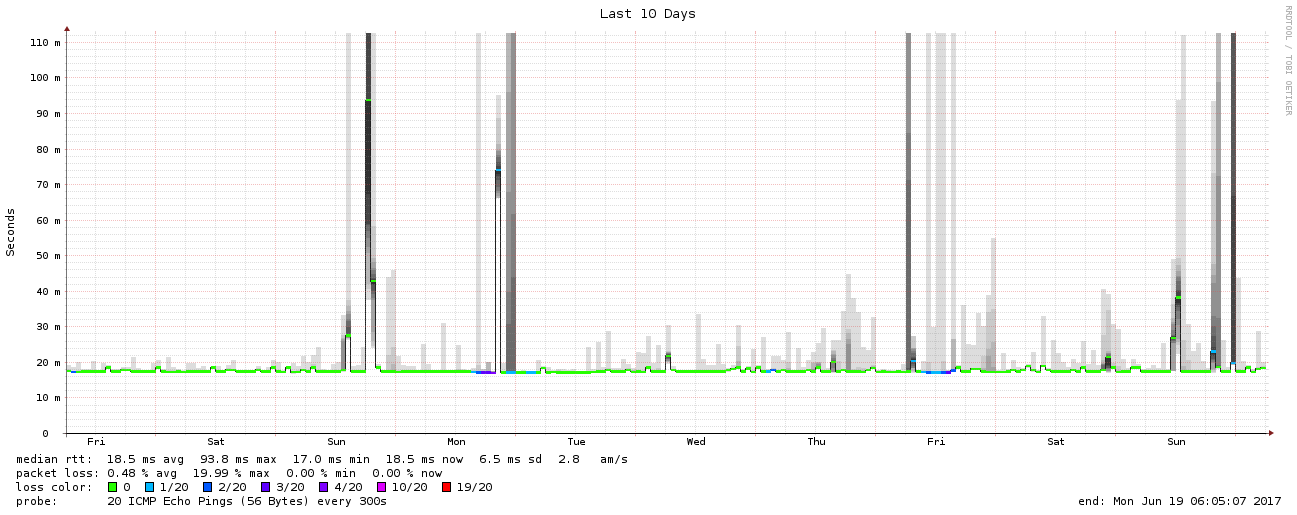 Last 10 Days
RRDTOOL / TOBI OETIKER
Seconds
110 m
100 m
90 m
80 m
70 m
60 m
50 m
40 m
30 m
20 m
10 m
0
Fri Sat Sun Mon Tue Wed Thu Fri Sat Sun
median rtt: 18.5 ms avg 93.8 ms max 17.0 ms min 18.5 ms now 6.5 ms sd 2.8 am/s
packet loss: 0.48 % avg 19.99 % max 0.00 % min 0.00 % now
loss color: 0 1/20 2/20 3/20 4/20 10/20 19/20
probe: 20 ICMP Echo Pings (56 Bytes) every 300s end: Mon Jun 19 06:05:07 2017